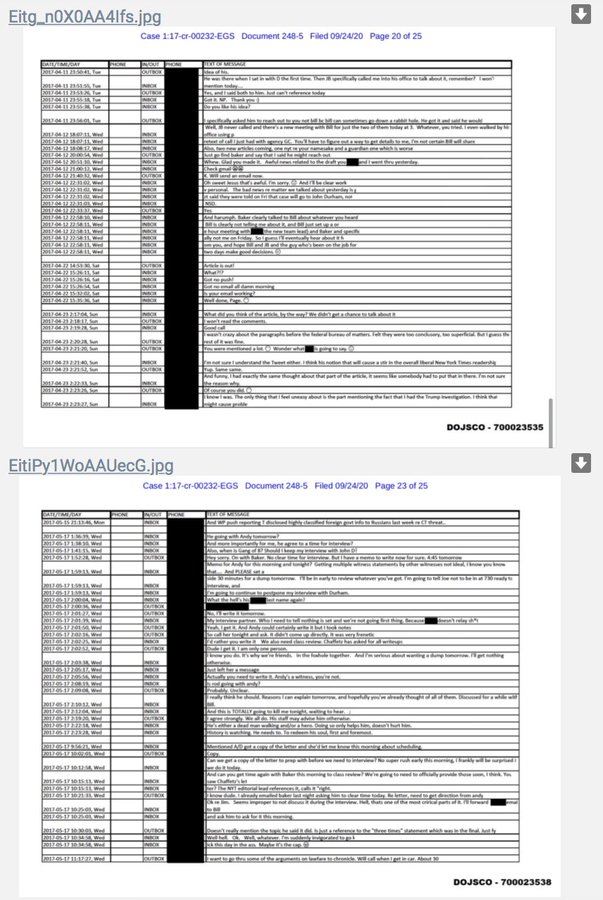 Eitg_n0X0AA4lfs.jpg
Case 1:17-cr-00232-EGS Document 248-5 Filed 09/24/20 Page 20 of 25
DATE/TIME/DAY PHONE IN/OUT PHONE TEXT OF MESSAGE
2017-04-11 23:50:41, Tue OUTBOX Idea of his.
He was there when I sat in with D the first time. Then JB specifically called me into his office to talk about it, remember? I won'
2017-04-11 23:51:55, Tue INBOX mention today....
2017-04-11 23:53:26, Tue OUTBOX Yes, and I said both to him. Just can't reference today
2017-04-11 23:55:18, Tue INBOX Got it. NP. Thank you :)
2017-04-11 23:55:38, Tue INBOX Do you like his idea?
2017-04-11 23:56:01, Tue OUTBOX I specifically asked him to reach out to you not bill bc bill can sometimes go down a rabbit hole. He got it and said he would
Well, JB never called and there's a new meeting with Bill for just the two of them today at 3. Whatever, you tried. I even walked by his
2017-04-12 18:07:11, Wed INBOX office using p
2017-04-12 18:07:11, Wed INBOX retext of call I just had with agency GC. You'll have to figure out a way to get details to me, I'm not certain Bill will share
2017-04-12 18:08:17, Wed INBOX Also, two new articles coming, one nyt re your namesake and a guardian one which is worse
2017-04-12 20:00:54, Wed OUTBOX Just go find baker and say that I said he might reach out.
2017-04-12 20:51:10, Wed INBOX Whew. Glad you made it. Awful news related to the draft you and I went thru yesterday.
2017-04-12 21:00:12, Wed INBOX Check gmail
2017-04-12 OUTBOX K. Will send an email now.
2017-04-12 22:31:02, Wed INBOX Oh sweet Jesus that's awful. I'm sorry. And I'll be clear work
2017-04-12 22:31:02, Wed INBOX v personal. The bad news re matter we talked about yesterday is
2017-04-12 22:31:02, Wed INBOX it said they were told on Fri that case will go to John Durham, not
2017-04-12 22:31:03, Wed INBOX NSD.
2017-04-12 22:33:37, Wed OUTBOX Yes.
2017-04-12 22:58:10, Wed INBOX And harumph. Baker clearly talked to Bill about whatever you heard
2017-04-12 22:58:11, Wed INBOX Bill is clearly not telling me about it, and Bill just set up a
2017-04-12 22:58:11, Wed INBOX e hour meeting with (the new team lead) and Baker and specifi
2017-04-12 22:58:11, Wed INBOX ally not me on Friday. So I guess I'll eventually hear about it
2017-04-12 22:58:11, Wed INBOX on you, and hope Bill and JB and the guy who's been on the job for
2017-04-12 22:58:11, Wed INBOX two days make good decisions.
2017-04-22 14:53:30, Sat OUTBOX Article is out!
2017-04-22 15:26:11, Sat INBOX What?!?
2017-04-22 15:26:16, Sat INBOX Got no push!
2017-04-22 15:26:54, Sat INBOX Got no email all damn morning
2017-04-22 15:32:02, Sat INBOX Is your email working?
2017-04-22 15:35:36, Sat INBOX Well done, Page.
2017-04-23 2:17:04, Sun INBOX What did you think of the article, by the way? We didn't get a chance to talk about it
2017-04-23 2:18:17, Sun OUTBOX I won't read the comments.
2017-04-23 2:19:28, Sun INBOX Good call
I wasn't crazy about the paragraphs before the federal bureau of matters. Felt they were too conclusory, too superficial. But I guess the
2017-04-23 2:20:28, Sun OUTBOX rest of it was fine.
2017-04-23 2:21:20, Sun OUTBOX You were mentioned a lot. Wonder what is going to say.
2017-04-23 2:21:40, Sun INBOX I'm not sure I understand the Tweet either. I think his notion that this will cause a stir in the overall liberal New York Times readership
2017-04-23 2:21:52, Sun OUTBOX Yup. Same same.
And funny, I had exactly the same thought about that part of the article, it seems like somebody had to put that in there. I'm not sure
2017-04-23 2:22:33, Sun INBOX the reason why.
2017-04-23 2:23:26, Sun OUTBOX Of course you did.
I know I was. The only thing that I feel uneasy about is the part mentioning the fact that I had the Trump investigation. I think that
2017-04-23 2:23:27, Sun INBOX might cause proble
DOJSCO - 700023535
EitiPy1WoAAUecG.jpg
Case 1:17-cr-00232-EGS Document 248-5 Filed 09/24/20 Page 23 of 25
DATE/TIME/DAY PHONE IN/OUT PHONE TEXT OF MESSAGE
2017-05-15 21:13:46, Mon INBOX And WP push reporting T disclosed highly classified foreign govt info to Russians last week re CT threat..
2017-05-17 1:36:39, Wed INBOX He going with Andy tomorrow?
2017-05-17 1:38:10, Wed INBOX And more importantly for me, he agree to a time for interview?
2017-05-17 1:41:15, Wed INBOX Also, when is Gang of 8? Should I keep my interview with John D?
2017-05-17 1:52:28, Wed OUTBOX Hey sorry. On with Baker. No clear time for interview. But I have a memo to write now for sure. 4:45 tomorrow
Memo for Andy for this morning and tonight? Getting multiple witness statements by other witnesses not ideal, I know you know
2017-05-17 1:59:13, Wed INBOX that.... And PLEASE set a
side 30 minutes for a dump tomorrow. I'll be in early to review whatever you've got. I'm going to tell Joe not to be in at 730 to ready to
2017-05-17 1:59:13, Wed INBOX Interview, and
2017-05-17 1:59:13, Wed INBOX I'm going to continue to postpone my interview with Durham.
2017-05-17 2:00:04, Wed INBOX What the hell's his last name again?
2017-05-17 2:00:36, Wed OUTBOX
2017-05-17 2:01:27, Wed OUTBOX No, I'll write it tomorrow.
2017-05-17 2:01:39, Wed INBOX My interview partner. Who I need to tell nothing is set and we're not going first thing. Because doesn't relay sh*t
2017-05-17 2:01:50, Wed OUTBOX Yeah, I get it. And Andy could certainly write it but I took notes
2017-05-17 2:02:16, Wed OUTBOX So call her tonight and ask. It didn't come up directly. It was very frenetic
2017-05-17 2:02:25, Wed INBOX I'd rather you write it We also need class review. Chaffetz has asked for all writeups
2017-05-17 2:02:52, Wed OUTBOX Dude I get it. I am only one person.
I know you do. It's why we're friends. in the foxhole together. And I'm serious about wanting a dump tomorrow. I'll get nothing
2017-05-17 2:03:38, Wed INBOX otherwise.
2017-05-17 2:05:17, Wed INBOX Just left her a message
2017-05-17 2:05:56, Wed INBOX Actually you need to write it. Andy's a witness, you're not.
2017-05-17 2:08:19, Wed INBOX Is rod going with andy?
2017-05-17 2:09:08, Wed OUTBOX Probably. Unclear.
I really think he should. Reasons I can explain tomorrow, and hopefully you've already thought of all of them. Discussed for a while with
2017-05-17 2:10:12, Wed INBOX Bill.
2017-05-17 2:12:04, Wed INBOX And this is TOTALLY going to kill me tonight, waiting to hear.
2017-05-17 2:19:20, Wed OUTBOX I agree strongly. We all do. His staff may advise him otherwise.
2017-05-17 2:22:18, Wed INBOX He's either a dead man walking and/or a hero. Doing so only helps him, doesn't hurt him.
2017-05-17 2:23:28, Wed INBOX History is watching. He needs to. To redeem his soul, first and foremost.
2017-05-17 9:56:21, Wed INBOX Mentioned A/D got a copy of the letter and she'd let me know this morning about scheduling.
2017-05-17 10:02:01, Wed OUTBOX Copy.
Can we get a copy of the letter to prep with before we need to interview? No super rush early this morning, I frankly will be surprised i
2017-05-17 10:12:58, Wed INBOX we do it today.
And can you get time again with Baker this morning to class review? We're going to need to officially provide those soon, I think. You
2017-05-17 10:15:11, Wed INBOX saw Chaffetz's let
2017-05-17 10:15:11, Wed INBOX ter? The NYT editorial lead references it, calls it "right.
2017-05-17 10:21:33, Wed OUTBOX I know dude. I already emailed baker last night asking him to clear time today. Re letter, need to get direction from andy
Ok re Jim. Seems improper to not discuss it during the interview. Hell, thats one of the most critical parts of it. I'll forward email
2017-05-17 10:25:03, Wed INBOX to Bill
2017-05-17 10:25:03, Wed INBOX and ask him to ask for it this morning.
2017-05-17 10:30:03, Wed OUTBOX Doesn't really mention the topic he said it did. Is just a reference to the "three times" statement which was in the final. Just fy
2017-05-17 10:34:58, Wed INBOX Well hell. Ok. Well, whatever. I'm suddenly invigorated to go
2017-05-17 10:34:58, Wed INBOX ick this day in the ass. Maybe it's the cap.
2017-05-17 11:17:27, Wed OUTBOX I want to go thru some of the arguments on lawfare to chronicle. Will call when I get in car. About 30
DOJSCO - 700023538